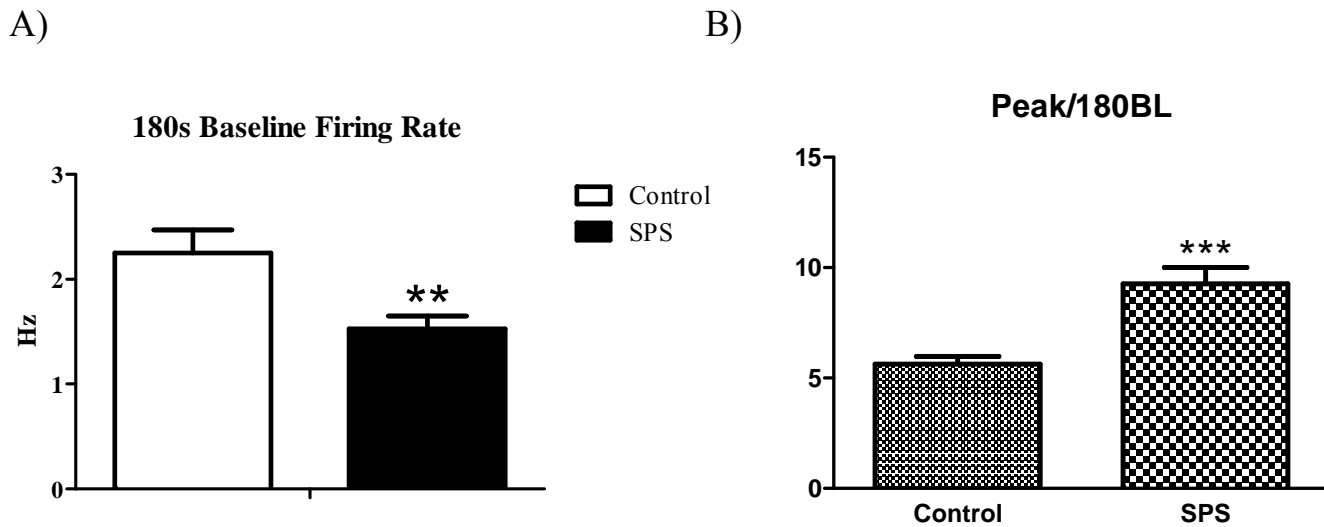 A)
180s Baseline Firing Rate
3
2
1
0
Hz
**
Control
SPS
B)
Peak/180BL
15
10
5
0
***
Control
SPS